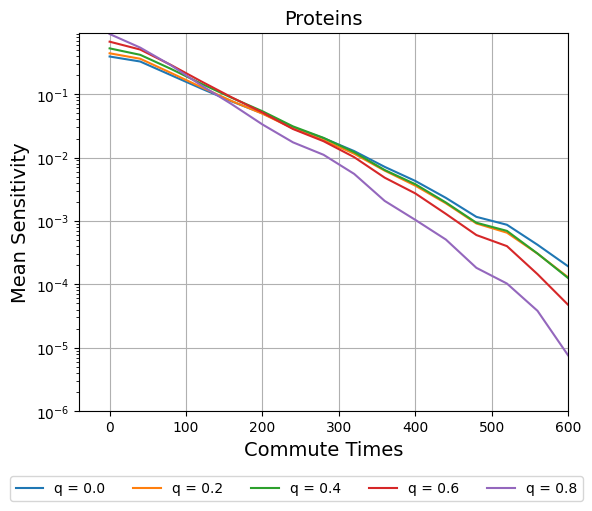 Proteins
Mean Sensitivity
10⁻¹
10⁻²
10⁻³
10⁻⁴
10⁻⁵
10⁻⁶
0 100 200 300 400 500 600
Commute Times
q = 0.0 q = 0.2 q = 0.4 q = 0.6 q = 0.8